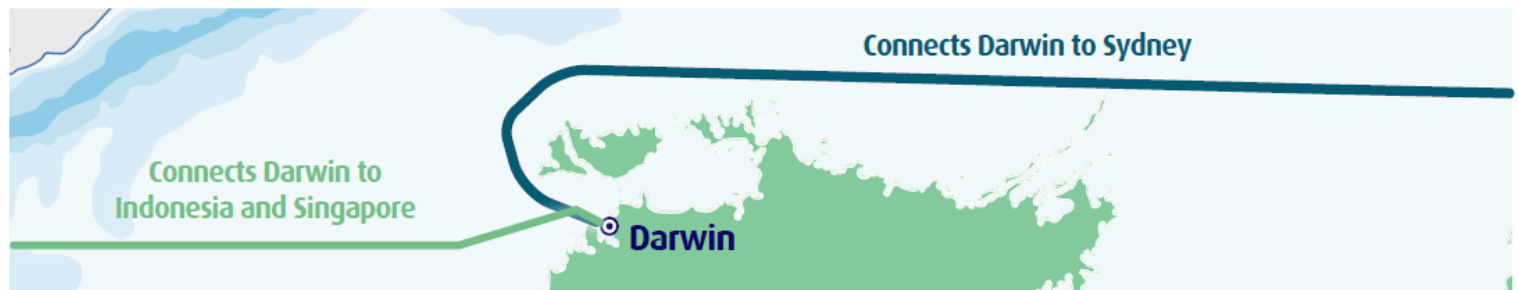 Connects Darwin to Sydney
Connects Darwin to
Indonesia and Singapore
Darwin